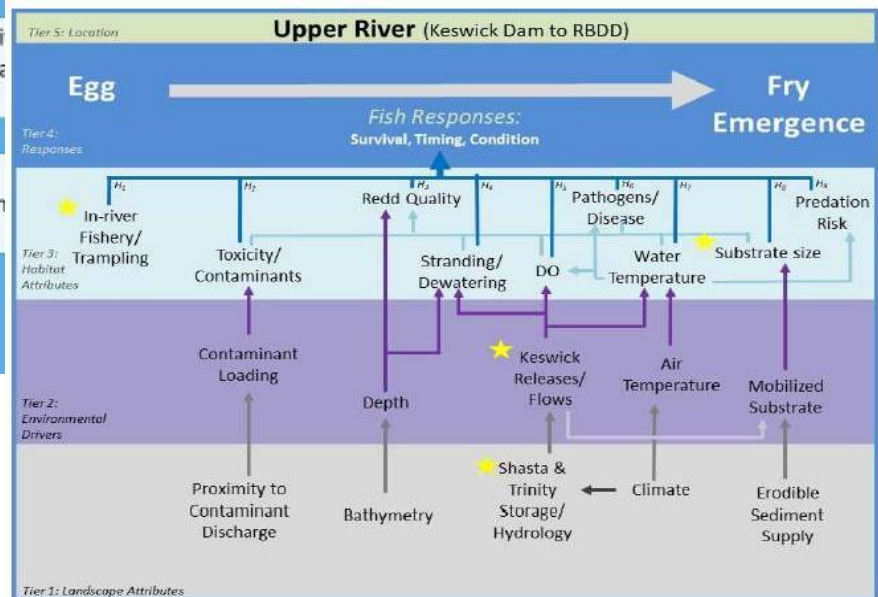 Tier 5: Location
Upper River (Keswick Dam to RBDD)
Egg
Fry
Emergence
Fish Responses:
Survival, Timing, Condition
Tier 4:
Responses
H1
H2
H3
H4
H5
H6
H7
H8
H9
In-river
Fishery/
Trampling
Toxicity/
Contaminants
Redd Quality
Stranding/
Dewatering
DO
Pathogens/
Disease
Water
Temperature
Substrate size
Predation
Risk
Tier 3:
Habitat
Attributes
Contaminant
Loading
Depth
Keswick
Releases/
Flows
Air
Temperature
Mobilized
Substrate
Tier 2:
Environmental
Drivers
Proximity to
Contaminant
Discharge
Bathymetry
Shasta &
Trinity
Storage/
Hydrology
Climate
Erodible
Sediment
Supply
Tier 1: Landscape Attributes